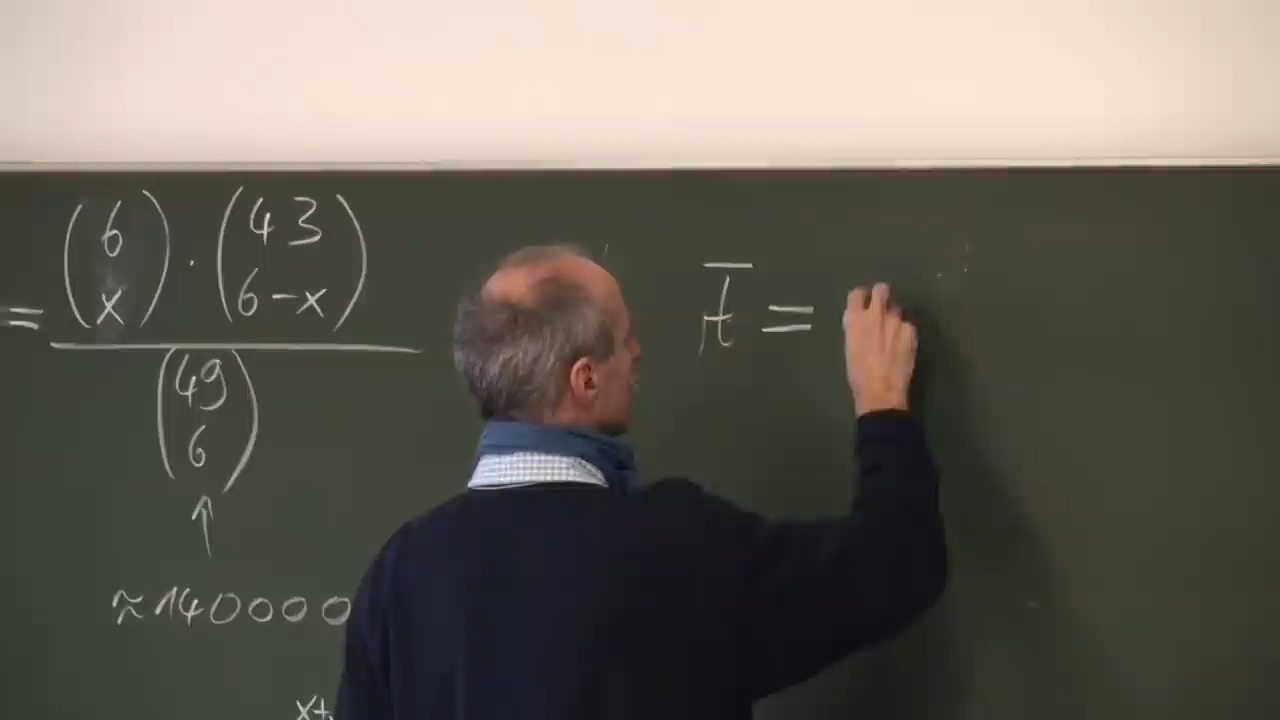 = (6 x) · (43 6-x)
(49 6)
↑
≈140000
x+
=